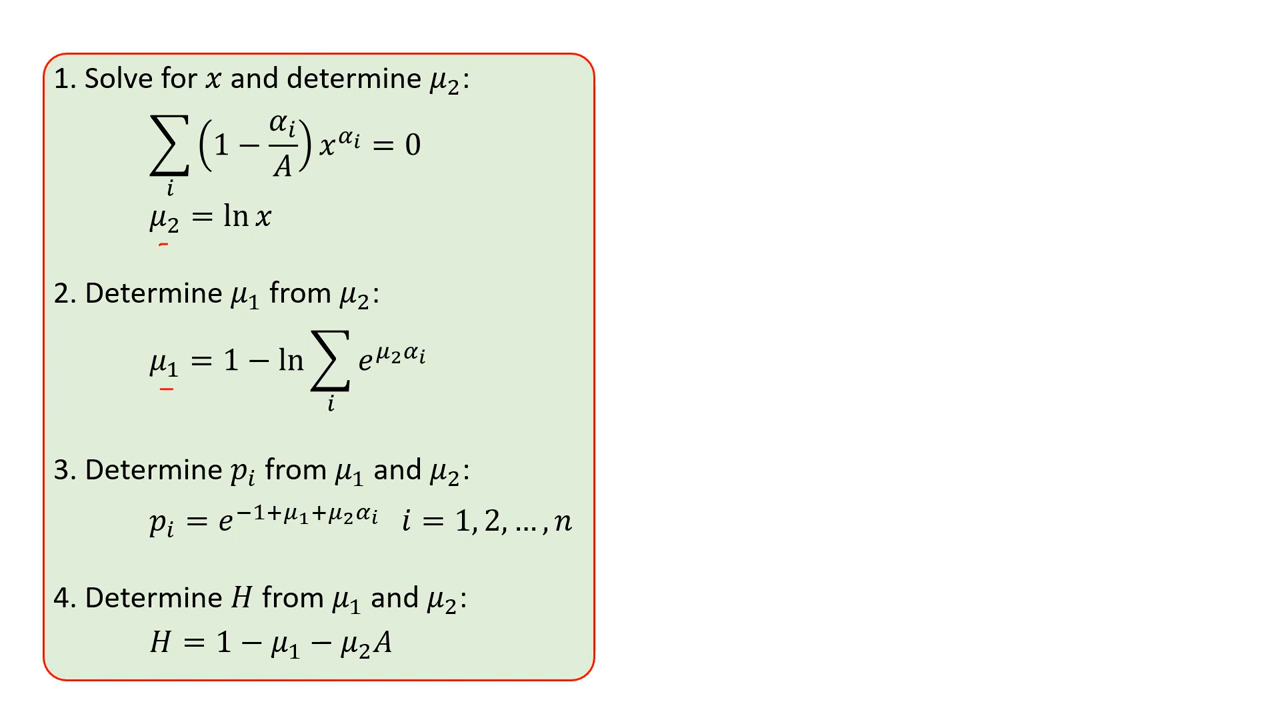 1. Solve for x and determine μ₂:
∑ᵢ (1 − αᵢ/A) x^αᵢ = 0
μ₂ = ln x
2. Determine μ₁ from μ₂:
μ₁ = 1 − ln ∑ᵢ e^μ₂αᵢ
3. Determine pᵢ from μ₁ and μ₂:
pᵢ = e^−1+μ₁+μ₂αᵢ i = 1, 2, … , n
4. Determine H from μ₁ and μ₂:
H = 1 − μ₁ − μ₂A